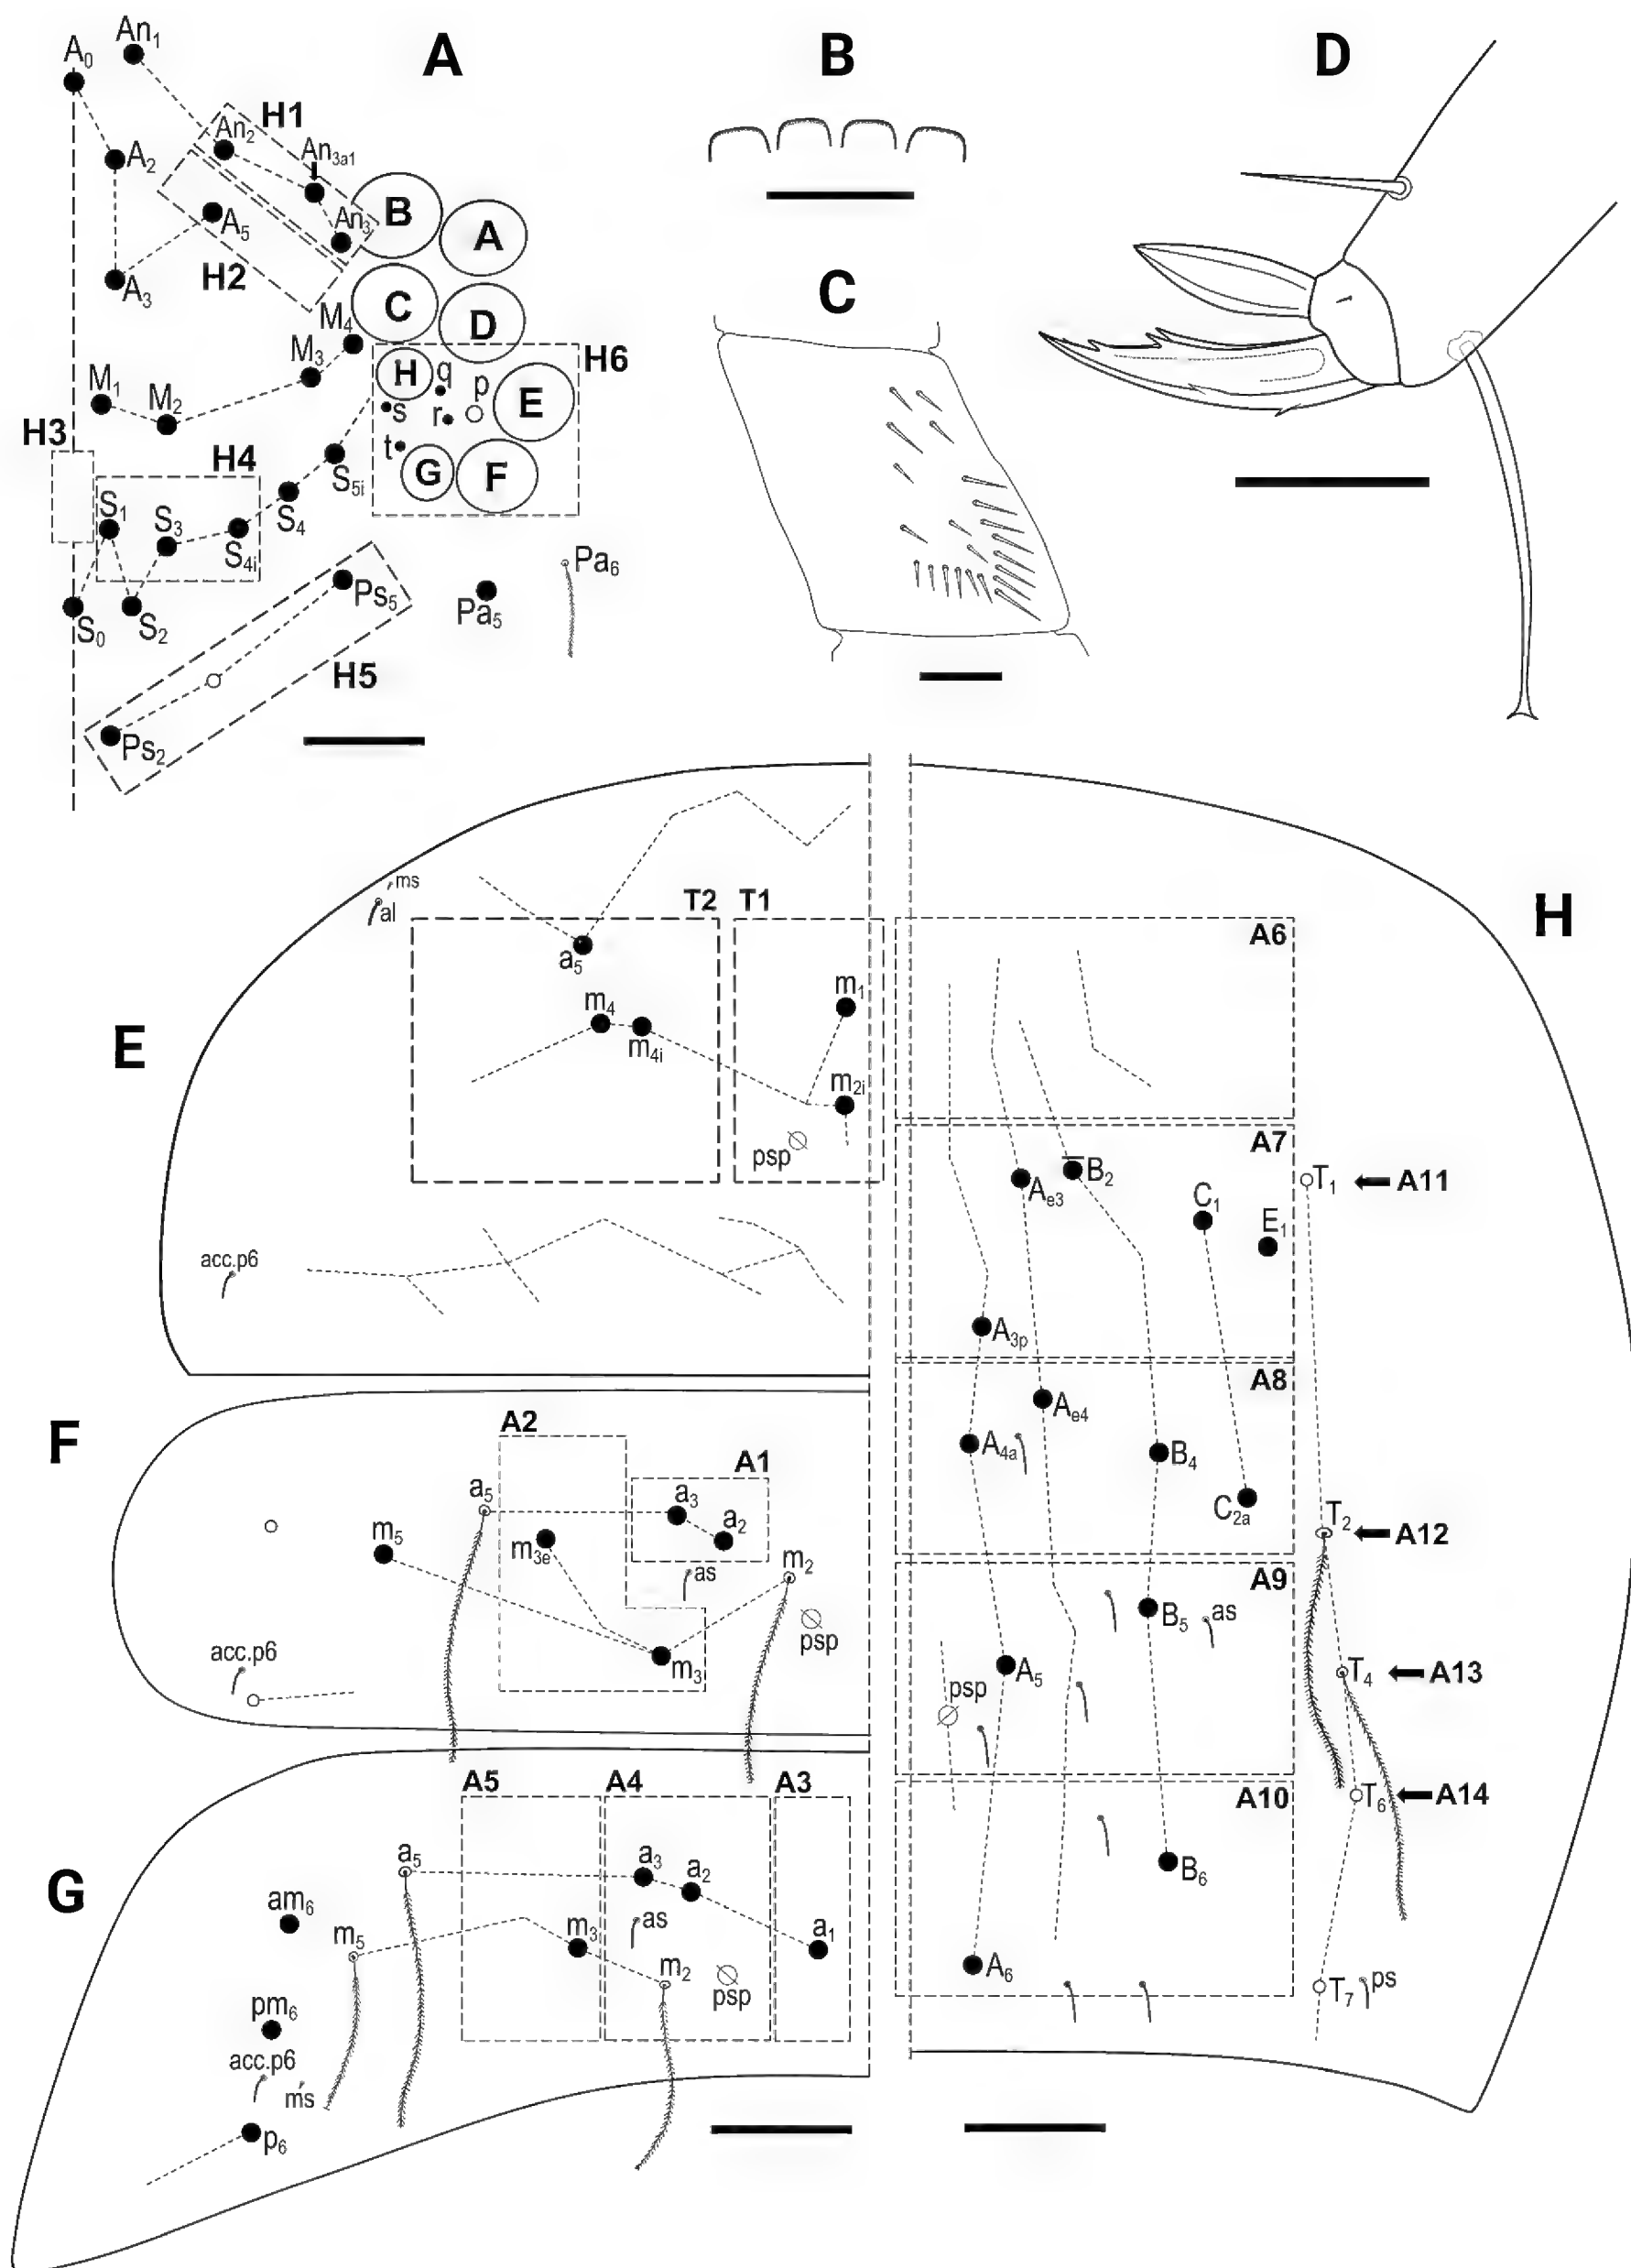 A
A₀
An₁
H1
An₂
An₃ₐ₁
A₂
A₅
An₃
B
A
H2
A₃
C
D
M₄
M₃
H6
H
q
p
E
M₁
M₂
s
r
H3
t
G
F
H4
S₅ᵢ
S₁
S₃
S₄
S₄ᵢ
S₀
S₂
Ps₅
Pa₅
Pa₆
H5
Ps₂
B
C
D
E
ms
al
T2
T1
a₅
m₁
m₄
m₄ᵢ
m₂ᵢ
psp
acc.p6
F
A2
A1
a₅
a₃
a₂
m₅
m₃ₑ
as
m₂
psp
acc.p6
m₃
G
A5
A4
A3
a₅
a₃
a₂
am₆
m₅
m₃
as
a₁
m₂
psp
pm₆
acc.p6
ms
p₆
H
A6
A7
Aₑ₃
B₂
C₁
E₁
T₁
A11
A₃ₚ
A8
Aₑ₄
A₄ₐ
B₄
C₂ₐ
T₂
A12
A9
B₅
as
A₅
psp
T₄
A13
A10
T₆
A14
B₆
A₆
T₇
ps